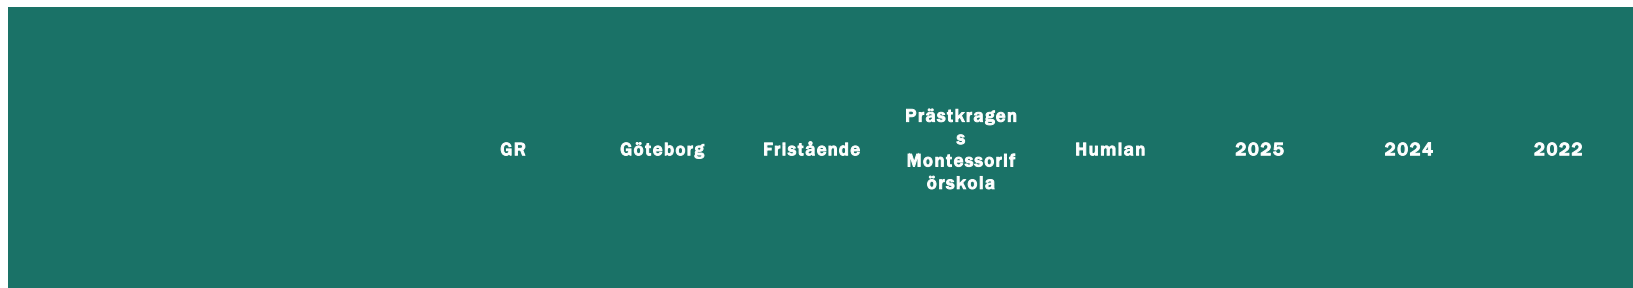 GR Göteborg Fristående Prästkragen
s
Montessorif
örskola Humlan 2025 2024 2022